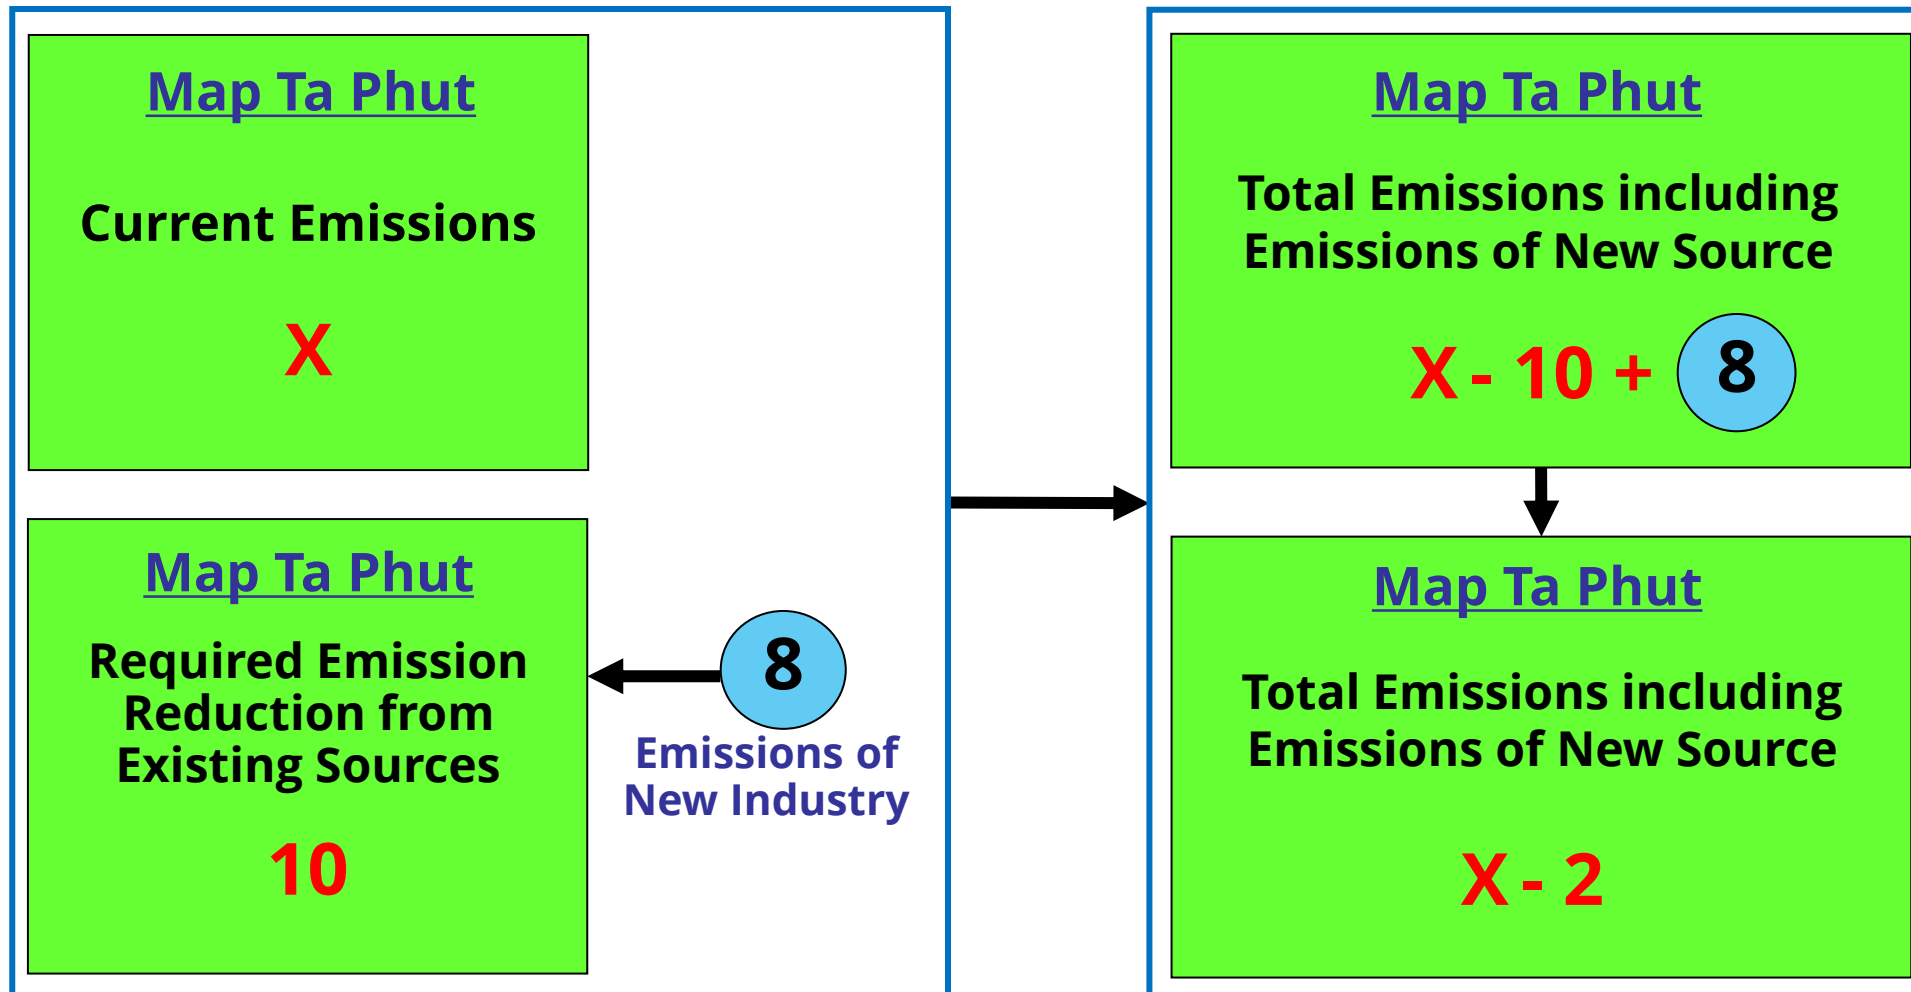 Map Ta Phut
Current Emissions
X
Map Ta Phut
Required Emission
Reduction from
Existing Sources
10
8
Emissions of
New Industry
Map Ta Phut
Total Emissions including
Emissions of New Source
X - 10 + 8
Map Ta Phut
Total Emissions including
Emissions of New Source
X - 2